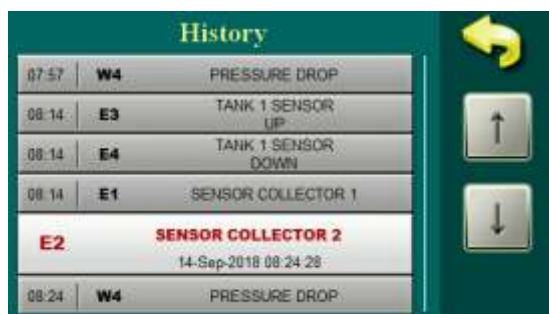 History
07:57 W4 PRESSURE DROP
08:14 E3 TANK 1 SENSOR
UP
08:14 E4 TANK 1 SENSOR
DOWN
08:14 E1 SENSOR COLLECTOR 1
E2 SENSOR COLLECTOR 2
14-Sep-2018 08:24:28
08:24 W4 PRESSURE DROP